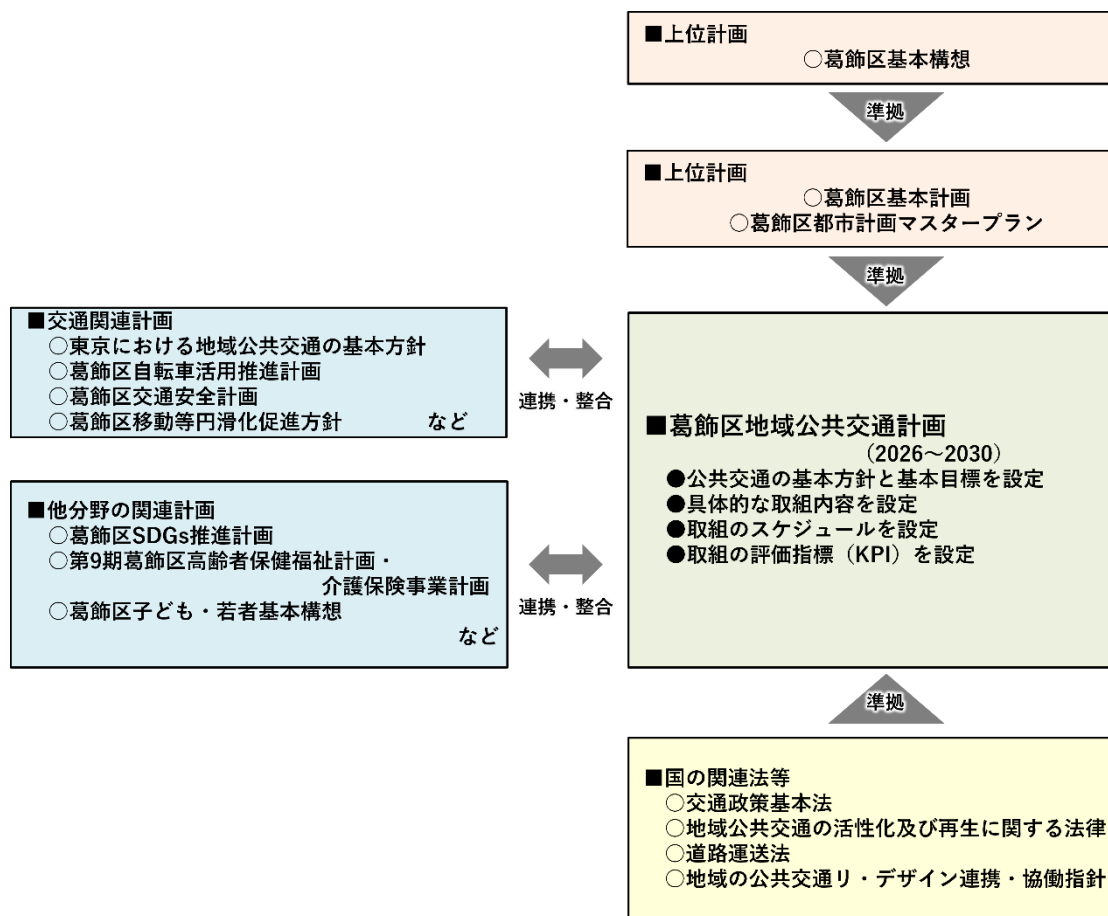 ■上位計画
○葛飾区基本構想
準拠
■上位計画
○葛飾区基本計画
○葛飾区都市計画マスタープラン
準拠
■交通関連計画
○東京における地域公共交通の基本方針
○葛飾区自転車活用推進計画
○葛飾区交通安全計画
○葛飾区移動等円滑化促進方針 など
連携・整合
■他分野の関連計画
○葛飾区SDGs推進計画
○第9期葛飾区高齢者保健福祉計画・
介護保険事業計画
○葛飾区子ども・若者基本構想
など
連携・整合
■葛飾区地域公共交通計画
（2026～2030）
●公共交通の基本方針と基本目標を設定
●具体的な取組内容を設定
●取組のスケジュールを設定
●取組の評価指標（KPI）を設定
準拠
■国の関連法等
○交通政策基本法
○地域公共交通の活性化及び再生に関する法律
○道路運送法
○地域の公共交通リ・デザイン連携・協働指針